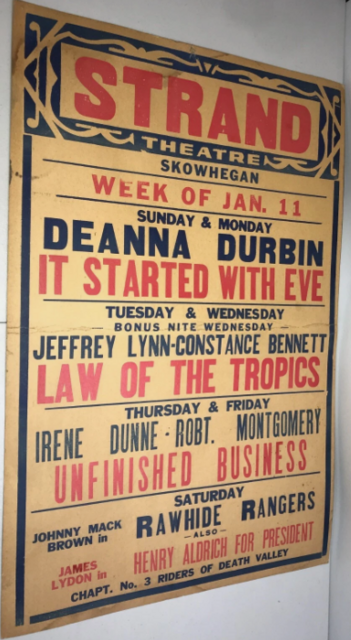 STRAND
THEATRE
SKOWHEGAN
WEEK OF JAN. 11
SUNDAY & MONDAY
DEANNA DURBIN
IT STARTED WITH EVE
TUESDAY & WEDNESDAY
BONUS NITE WEDNESDAY
JEFFREY LYNN-CONSTANCE BENNETT
LAW OF THE TROPICS
THURSDAY & FRIDAY
IRENE DUNNE · ROBT. MONTGOMERY
UNFINISHED BUSINESS
SATURDAY
JOHNNY MACK
BROWN in
RAWHIDE RANGERS
—ALSO—
JAMES
LYDON in
HENRY ALDRICH FOR PRESIDENT
CHAPT. No. 3 RIDERS OF DEATH VALLEY